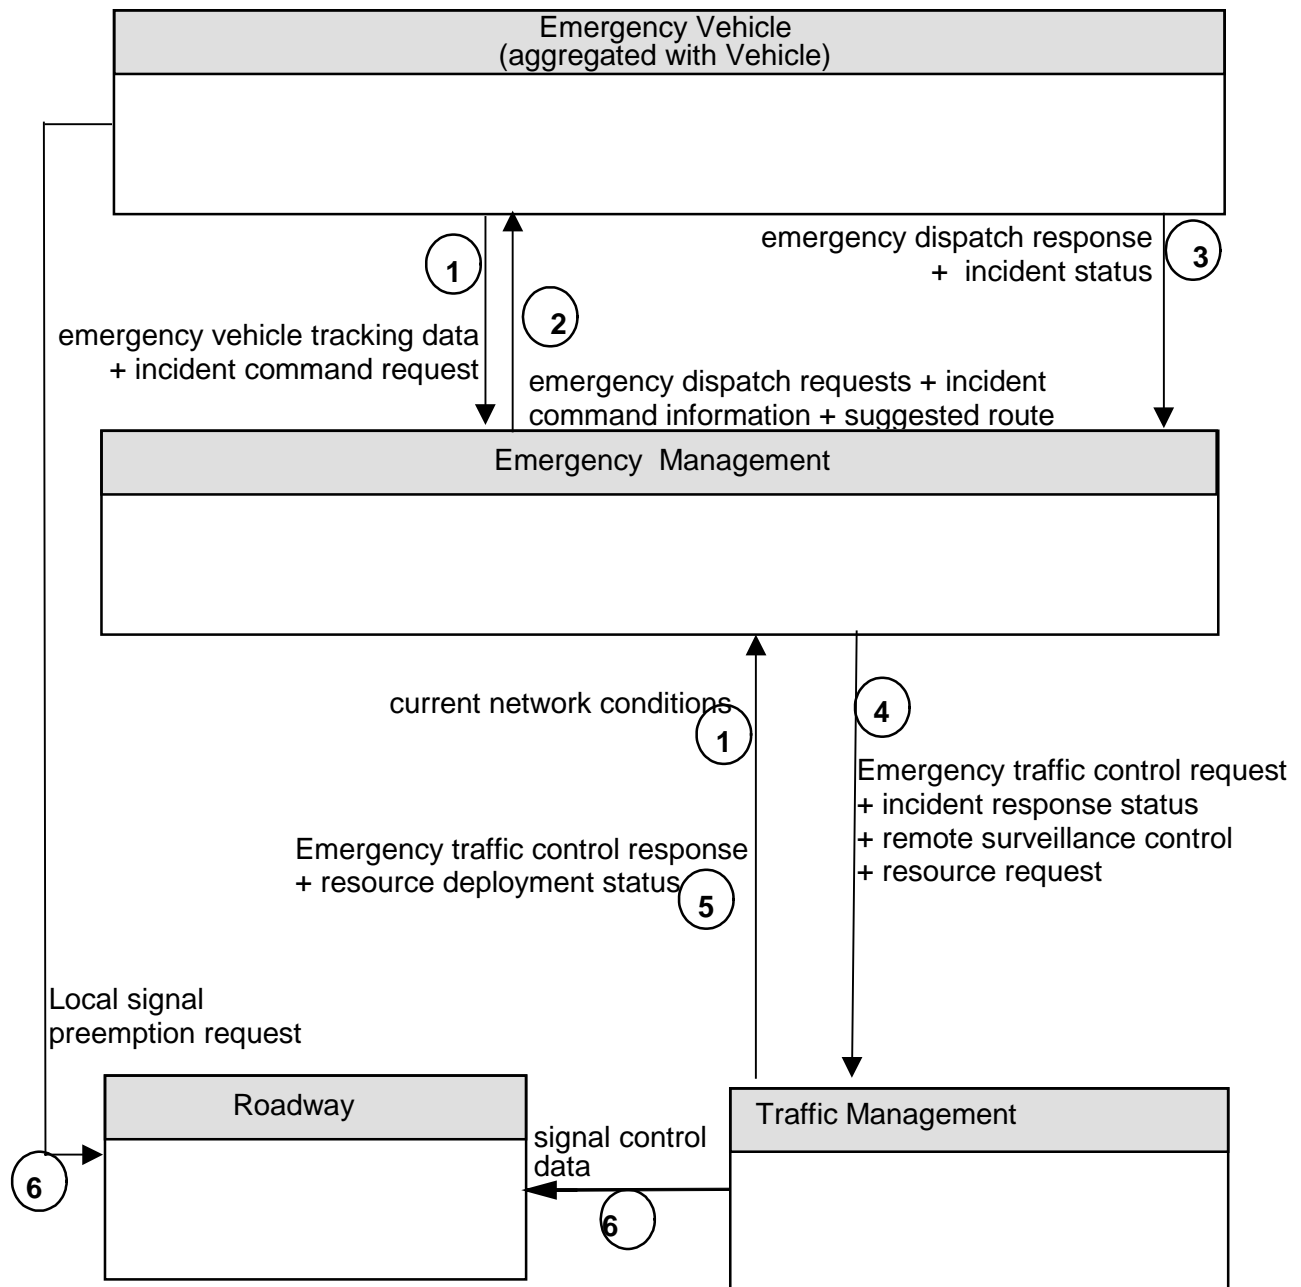 Emergency Vehicle
(aggregated with Vehicle)
1
emergency vehicle tracking data
+ incident command request
2
emergency dispatch requests + incident
command information + suggested route
emergency dispatch response
+ incident status
3
Emergency Management
current network conditions
1
4
Emergency traffic control request
+ incident response status
+ remote surveillance control
+ resource request
Emergency traffic control response
+ resource deployment status
5
Local signal
preemption request
6
Roadway
signal control
data
6
Traffic Management